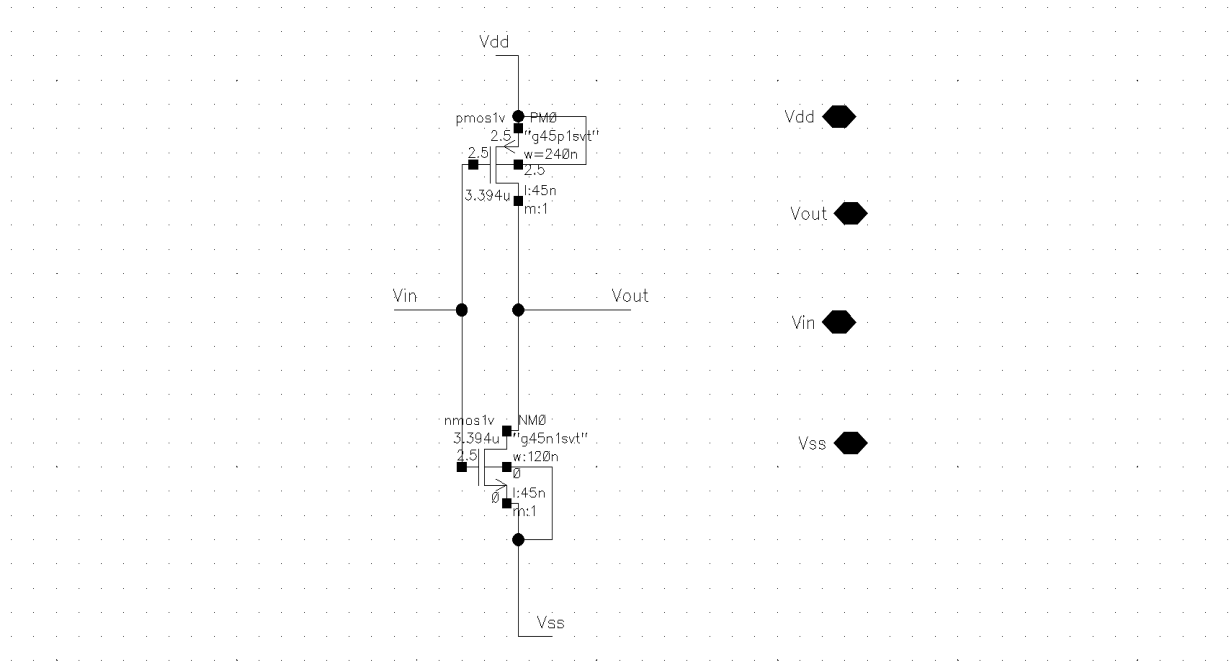 Vdd
pmos1v PM0
2.5 "g45p1svt"
2.5 w=240n
2.5
3.394u l:45n
m:1
Vin
Vout
nmos1v NM0
3.394u "g45n1svt"
2.5 w:120n
0
0 l:45n
m:1
Vss
Vdd
Vout
Vin
Vss